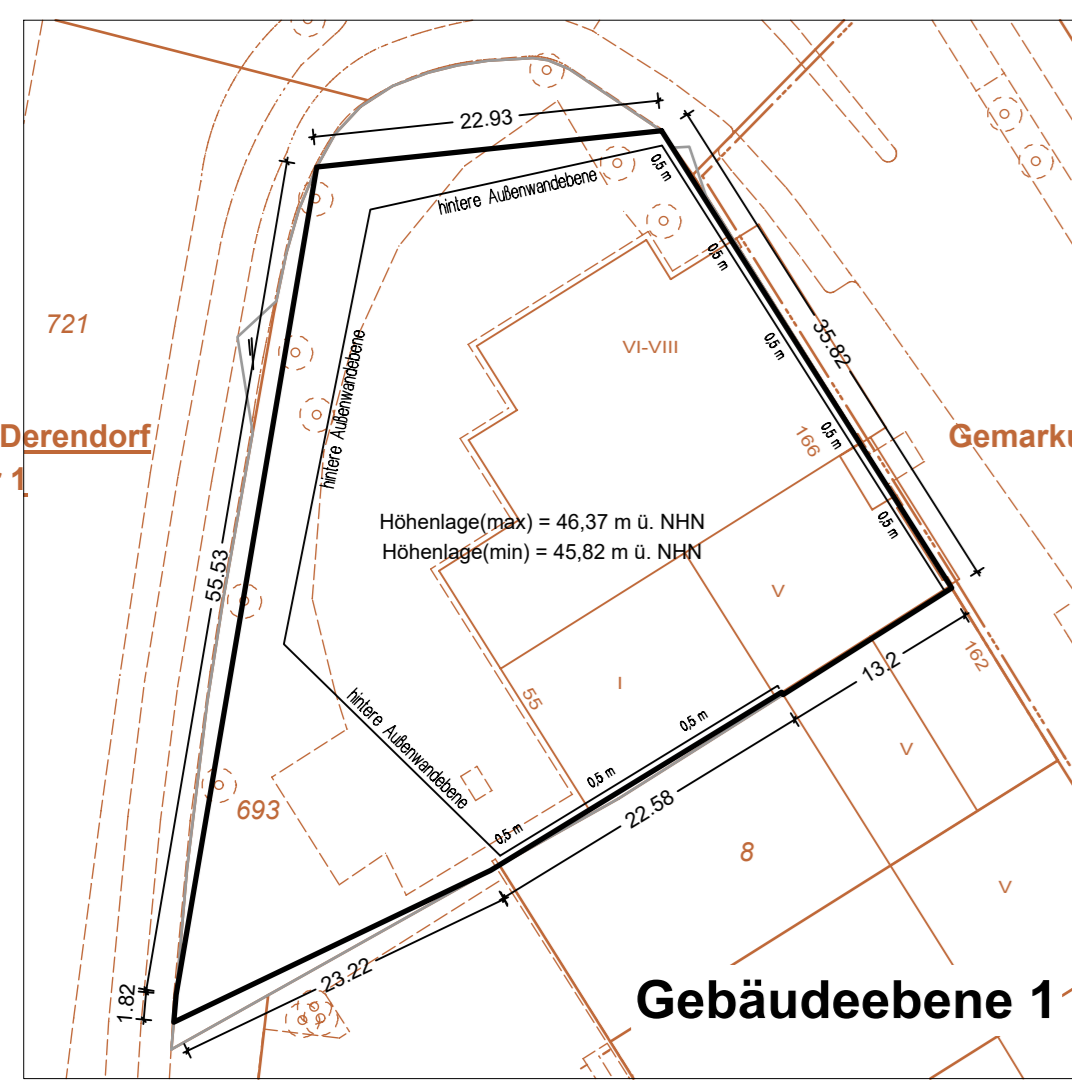 22.93
0,5 m
hintere Außenwandebene
0,5 m
721
35.82
0,5 m
VI-VIII
hintere Außenwandebene
Derendorf
166
0,5 m
Gemarku
1
Höhenlage(max) = 46,37 m ü. NHN
0,5 m
Höhenlage(min) = 45,82 m ü. NHN
55.53
V
162
13.2
I
55
hintere Außenwandebene
0,5 m
V
0,5 m
693
22.58
0,5 m
8
V
23.22
1.82
Gebäudeebene 1